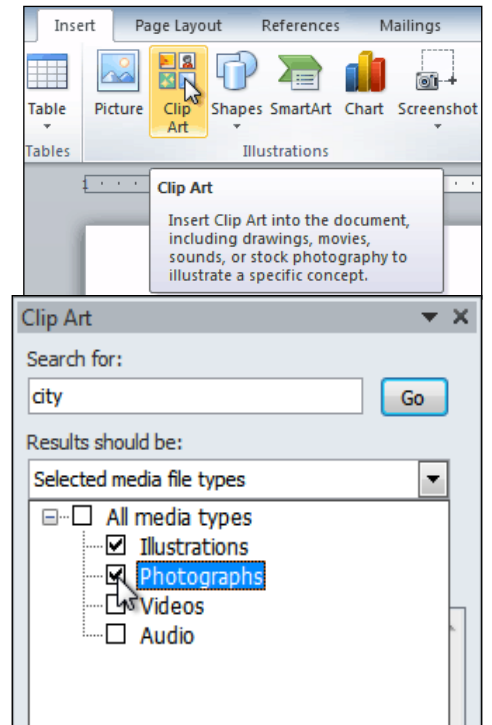 Insert Page Layout References Mailings
Table Picture Clip Art Shapes SmartArt Chart Screenshot
Tables Illustrations
1
Clip Art
Insert Clip Art into the document,
including drawings, movies,
sounds, or stock photography to
illustrate a specific concept.
Clip Art
Search for:
city Go
Results should be:
Selected media file types
All media types
Illustrations
Photographs
Videos
Audio